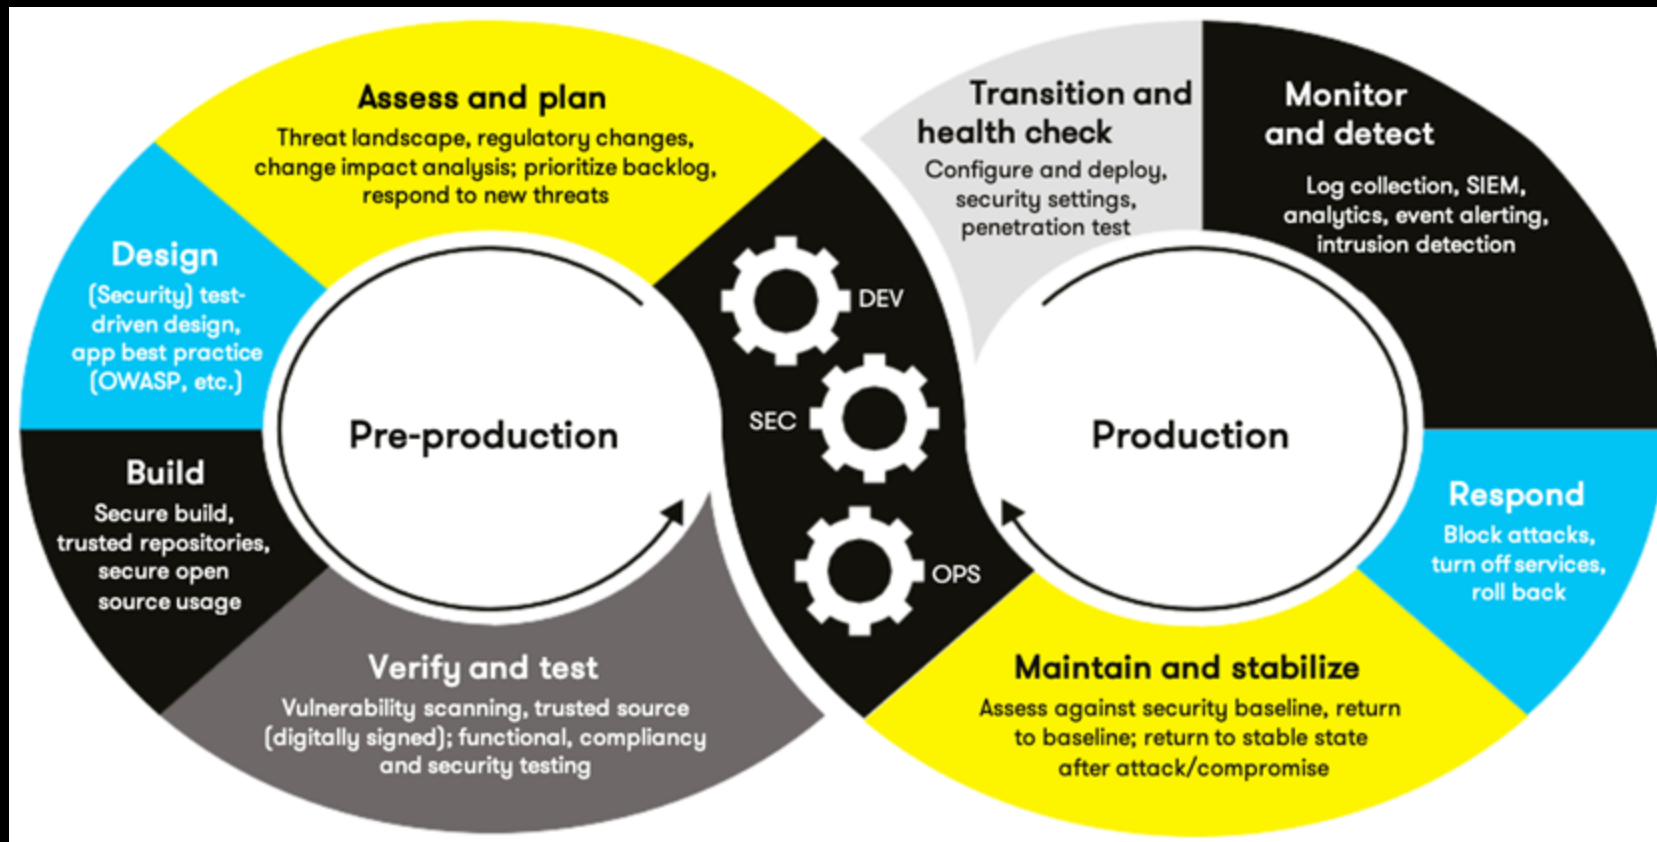 Assess and plan
Threat landscape, regulatory changes,
change impact analysis; prioritize backlog,
respond to new threats
Design
(Security) test-
driven design,
app best practice
(OWASP, etc.)
Build
Secure build,
trusted repositories,
secure open
source usage
Verify and test
Vulnerability scanning, trusted source
(digitally signed); functional, compliancy
and security testing
Pre-production
DEV
SEC
OPS
Transition and
health check
Configure and deploy,
security settings,
penetration test
Monitor
and detect
Log collection, SIEM,
analytics, event alerting,
intrusion detection
Respond
Block attacks,
turn off services,
roll back
Maintain and stabilize
Assess against security baseline, return
to baseline; return to stable state
after attack/compromise
Production